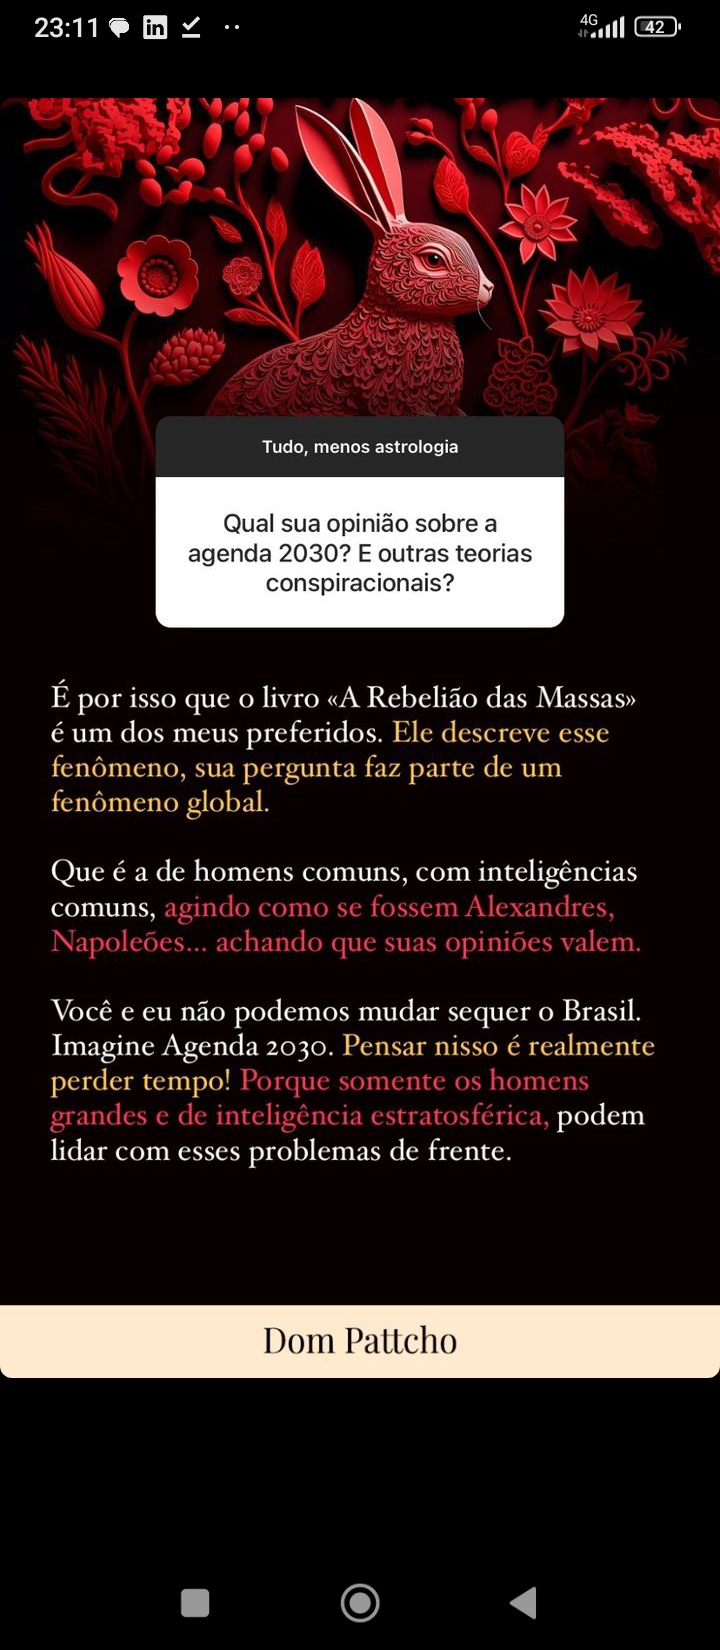 23:11
4G
42
Tudo, menos astrologia
Qual sua opinião sobre a
agenda 2030? E outras teorias
conspiracionais?
É por isso que o livro «A Rebelião das Massas»
é um dos meus preferidos. Ele descreve esse
fenômeno, sua pergunta faz parte de um
fenômeno global.
Que é a de homens comuns, com inteligências
comuns, agindo como se fossem Alexandres,
Napoleões... achando que suas opiniões valem.
Você e eu não podemos mudar sequer o Brasil.
Imagine Agenda 2030. Pensar nisso é realmente
perder tempo! Porque somente os homens
grandes e de inteligência estratosférica, podem
lidar com esses problemas de frente.
Dom Pattcho